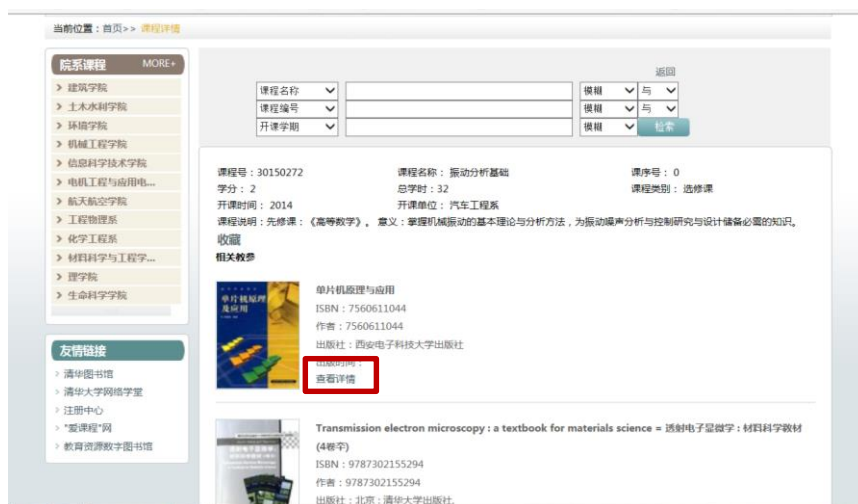 当前位置：首页>> 课程详情
院系课程 MORE+
> 建筑学院
> 土木水利学院
> 环境学院
> 机械工程学院
> 信息科学技术学院
> 电机工程与应用电...
> 航天航空学院
> 工程物理系
> 化学工程系
> 材料科学与工程学...
> 理学院
> 生命科学学院
友情链接
> 清华图书馆
> 清华大学网络学堂
> 注册中心
> "爱课程"网
> 教育资源数字图书馆
返回
课程名称 模糊 与
课程编号 模糊 与
开课学期 模糊 检索
课程号：30150272 课程名称： 振动分析基础 课序号： 0
学分： 2 总学时：32 课程类别： 选修课
开课时间： 2014 开课单位： 汽车工程系
课程说明：先修课：《高等数学》。 意义：掌握机械振动的基本理论与分析方法，为振动噪声分析与控制研究与设计储备必需的知识。
收藏
相关教参
单片机原理
及应用
单片机原理与应用
ISBN：7560611044
作者：7560611044
出版社：西安电子科技大学出版社
出版时间：
查看详情
Transmission electron microscopy : a textbook for materials science = 透射电子显微学 : 材料科学教材
(4卷卒)
ISBN：9787302155294
作者：9787302155294
出版社：北京 : 清华大学出版社,